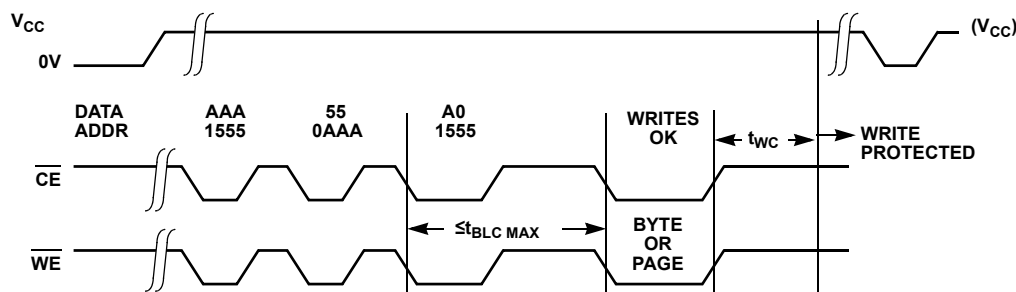 VCC
(VCC)
0V
DATA AAA 55 A0 WRITES
ADDR 1555 0AAA 1555 OK
tWC
WRITE
PROTECTED
CE
≤tBLC MAX
BYTE
OR
PAGE
WE